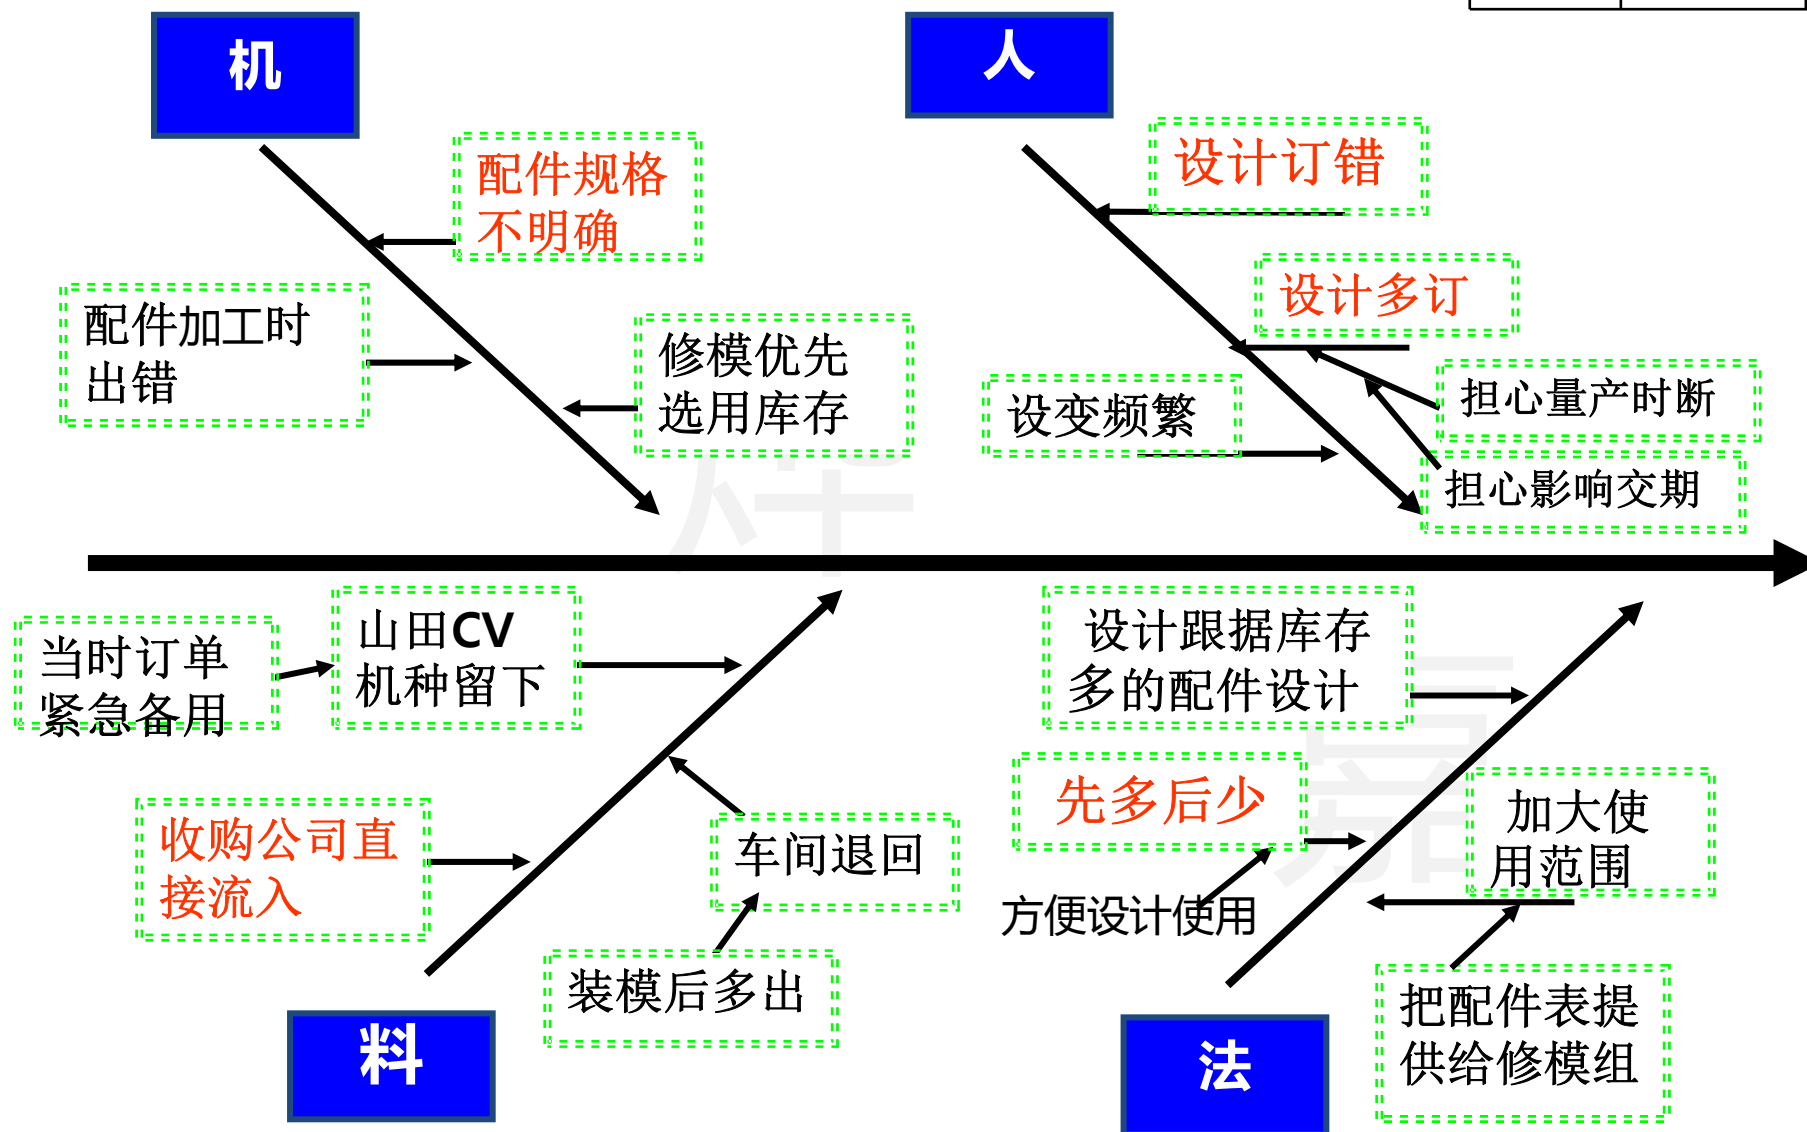 机
人
配件规格
不明确
设计订错
设计多订
配件加工时
出错
修模优先
选用库存
设变频繁
担心量产时断
担心影响交期
当时订单
紧急备用
山田CV
机种留下
设计跟据库存
多的配件设计
先多后少
加大使
用范围
收购公司直
接流入
车间退回
方便设计使用
装模后多出
把配件表提
供给修模组
料
法